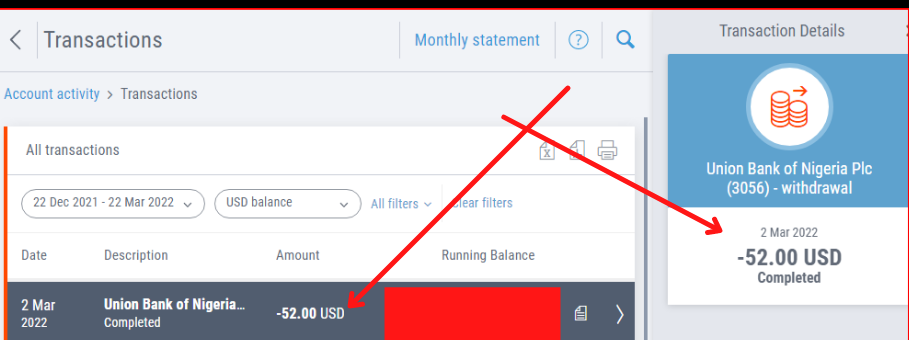 Transactions
Monthly statement
?
Account activity > Transactions
All transactions
22 Dec 2021 - 22 Mar 2022
USD balance
All filters
Clear filters
Date Description Amount Running Balance
2 Mar 2022
Union Bank of Nigeria...
Completed
-52.00 USD
Transaction Details
Union Bank of Nigeria Plc
(3056) - withdrawal
2 Mar 2022
-52.00 USD
Completed